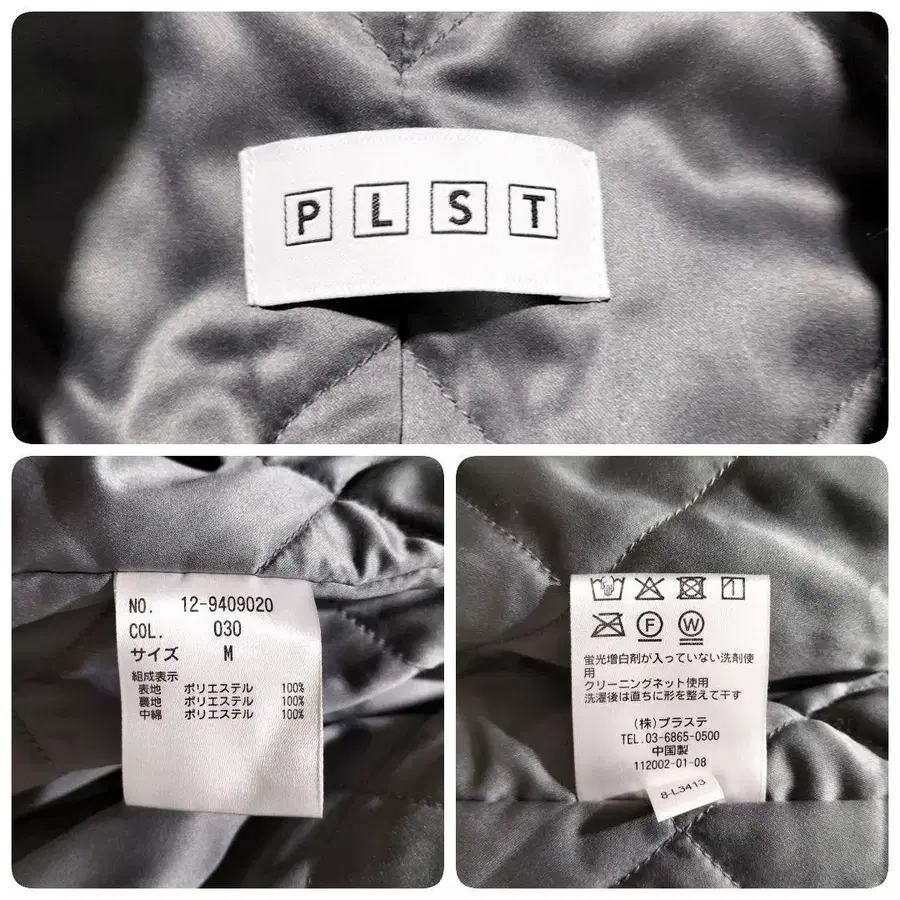 PLST
NO. 12-9409020
COL. 030
サイズ M
組成表示
表地 ポリエステル 100%
裏地 ポリエステル 100%
中綿 ポリエステル 100%
F W
蛍光増白剤が入っていない洗剤使
用
クリーニングネット使用
洗濯後は直ちに形を整えて干す
(株)プラステ
TEL.03-6865-0500
中国製
112002-01-08
8-L3413